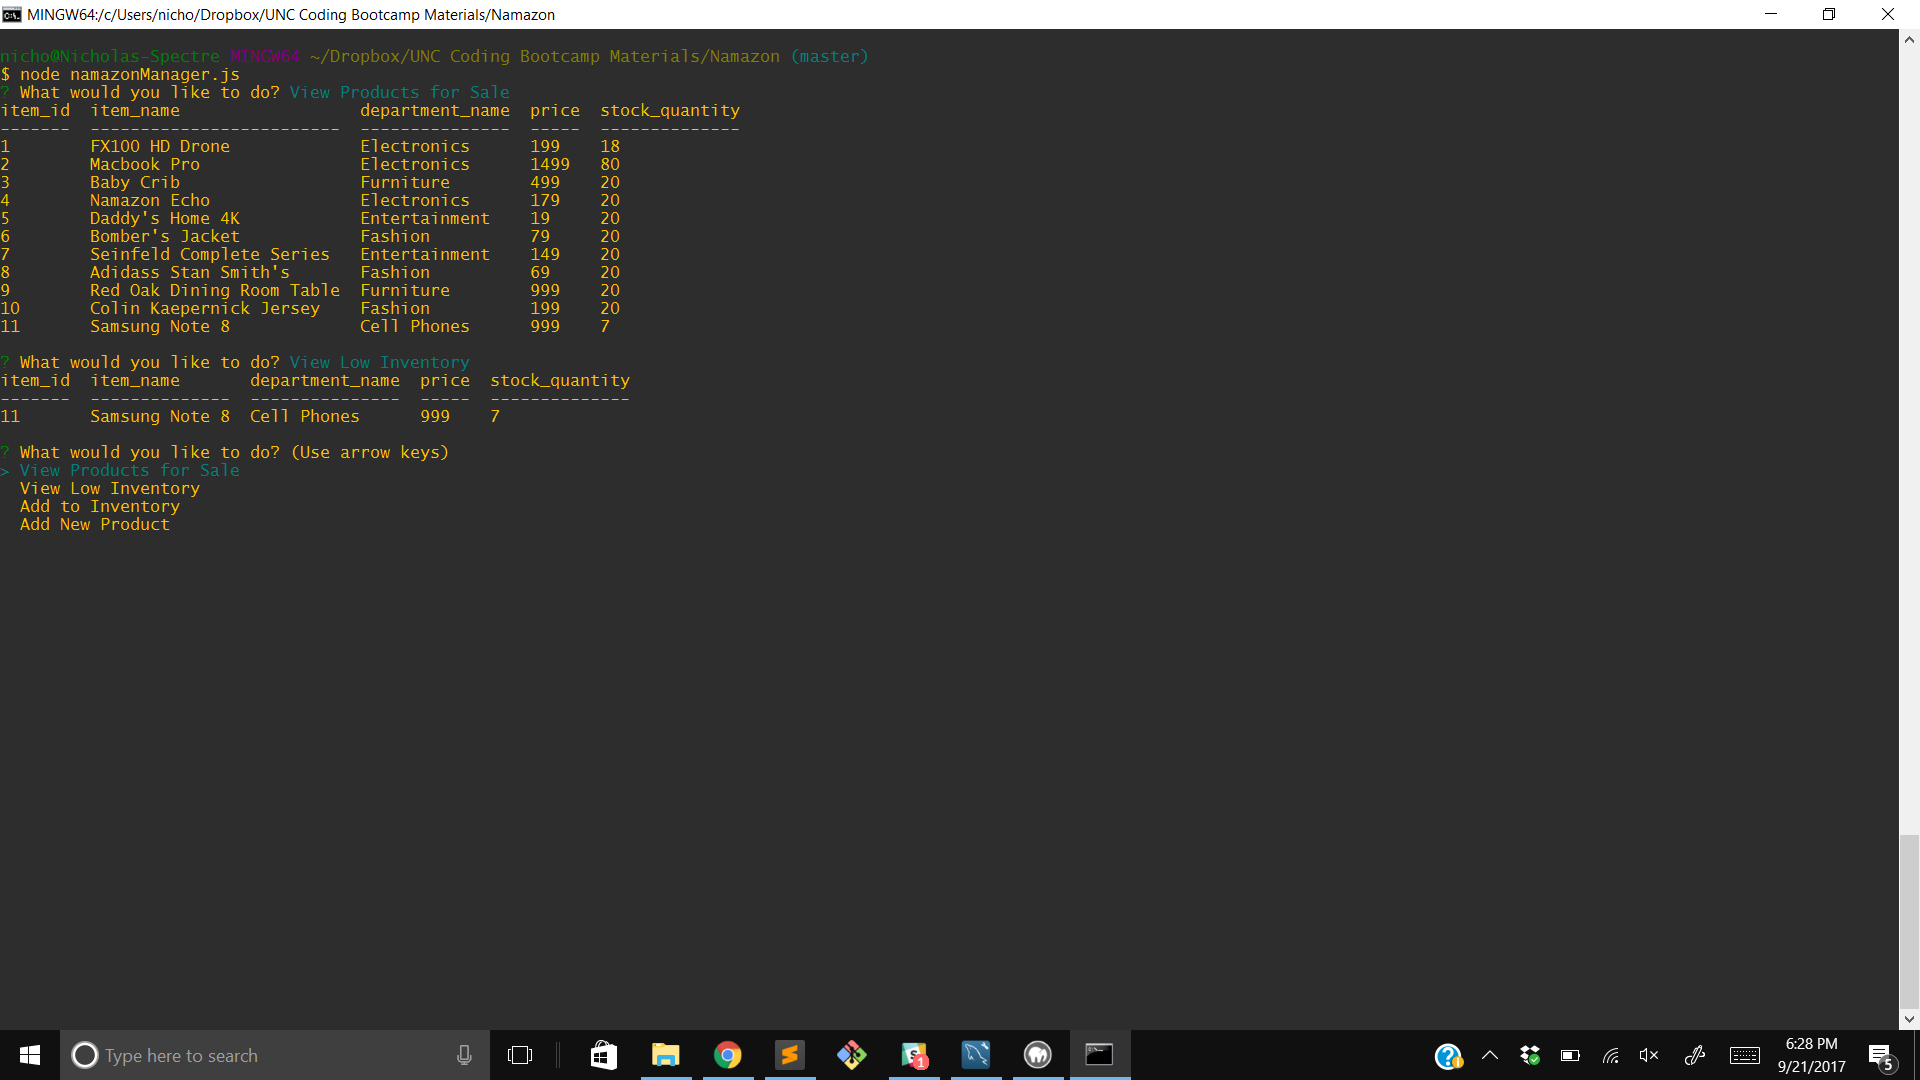 MINGW64:/c/Users/nicho/Dropbox/UNC Coding Bootcamp Materials/Namazon
nicho@Nicholas-Spectre MINGW64 ~/Dropbox/UNC Coding Bootcamp Materials/Namazon (master)
$ node namazonManager.js
? What would you like to do? View Products for Sale
item_id  item_name                  department_name  price  stock_quantity
-------  -------------------------  ---------------  -----  --------------
1        FX100 HD Drone             Electronics      199    18
2        Macbook Pro                Electronics      1499   80
3        Baby Crib                  Furniture        499    20
4        Namazon Echo               Electronics      179    20
5        Daddy's Home 4K            Entertainment    19     20
6        Bomber's Jacket            Fashion          79     20
7        Seinfeld Complete Series   Entertainment    149    20
8        Adidass Stan Smith's       Fashion          69     20
9        Red Oak Dining Room Table  Furniture        999    20
10       Colin Kaepernick Jersey    Fashion          199    20
11       Samsung Note 8             Cell Phones      999    7
? What would you like to do? View Low Inventory
item_id  item_name       department_name  price  stock_quantity
-------  --------------  ---------------  -----  --------------
11       Samsung Note 8  Cell Phones      999    7
? What would you like to do? (Use arrow keys)
> View Products for Sale
  View Low Inventory
  Add to Inventory
  Add New Product
Type here to search
1
6:28 PM
9/21/2017
5